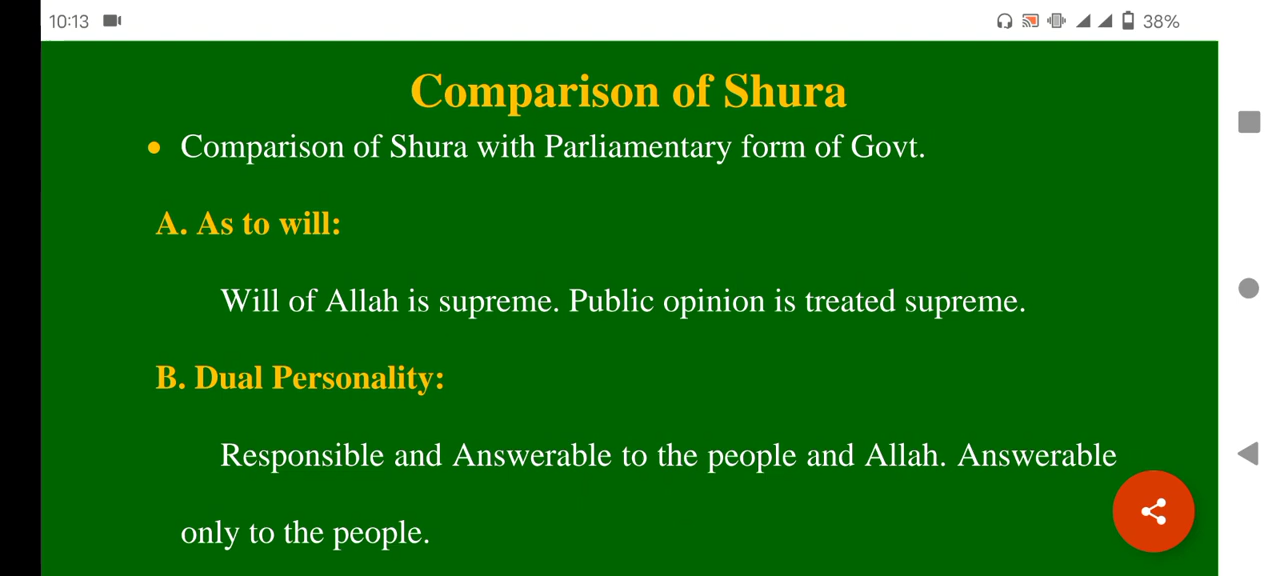 10:13
38%
Comparison of Shura
• Comparison of Shura with Parliamentary form of Govt.
A. As to will:
Will of Allah is supreme. Public opinion is treated supreme.
B. Dual Personality:
Responsible and Answerable to the people and Allah. Answerable
only to the people.